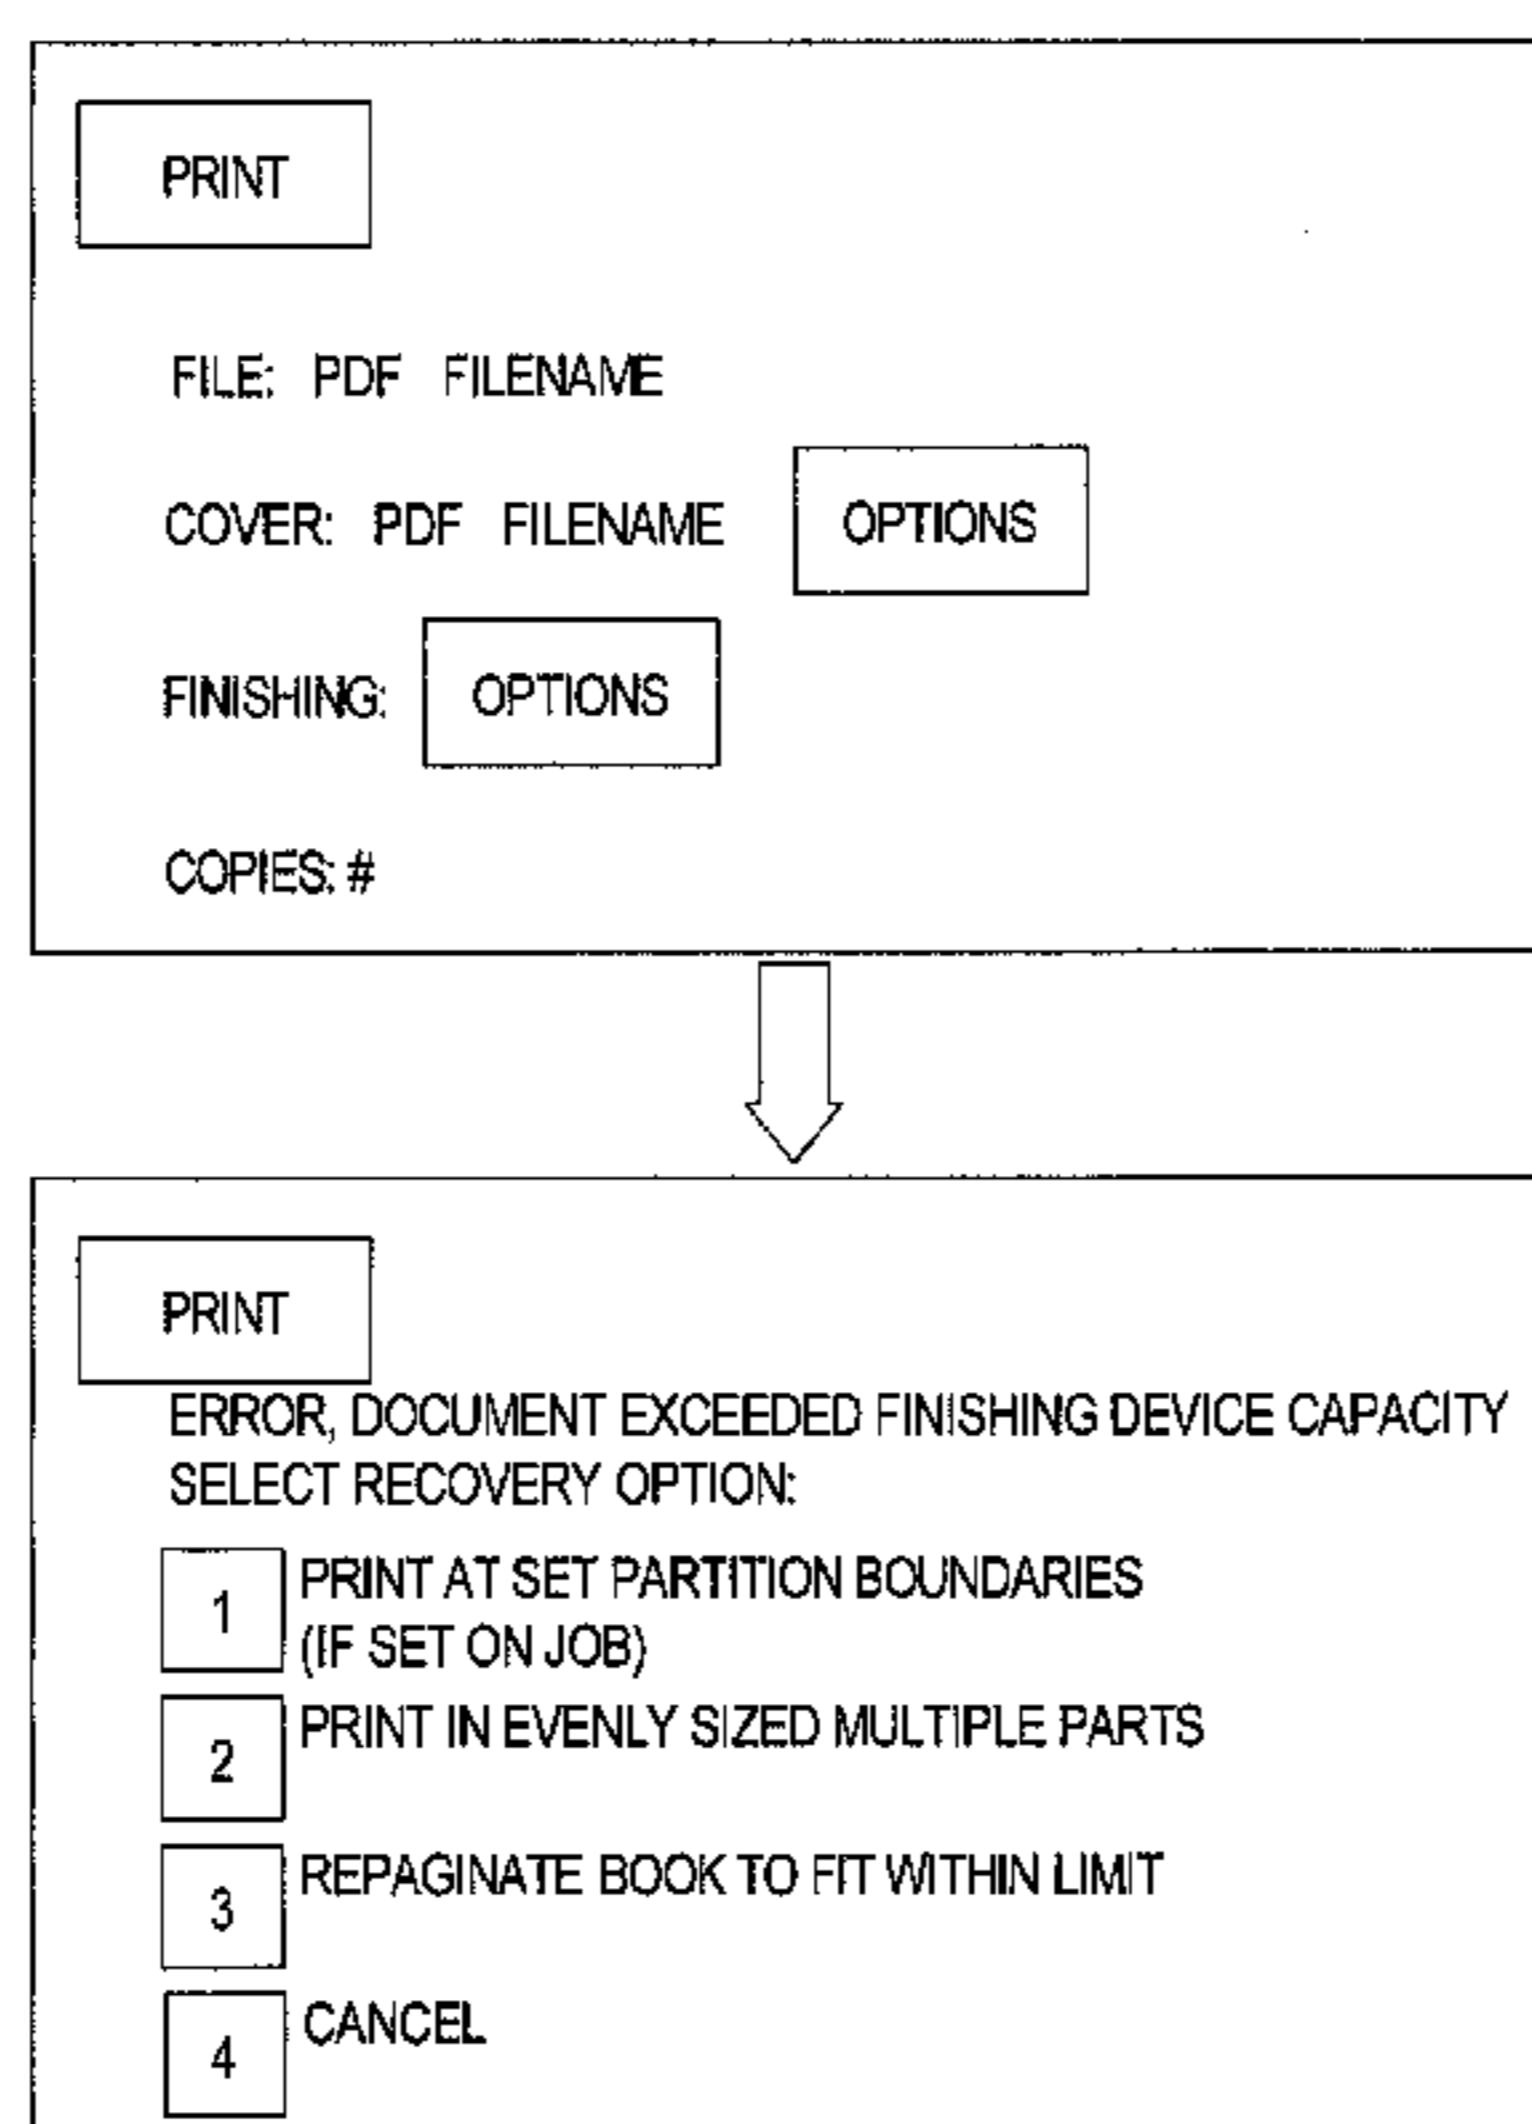 PRINT
FILE: PDF FILENAME
COVER: PDF FILENAME OPTIONS
FINISHING: OPTIONS
COPIES: #
PRINT
ERROR, DOCUMENT EXCEEDED FINISHING DEVICE CAPACITY
SELECT RECOVERY OPTION:
1 PRINT AT SET PARTITION BOUNDARIES
(IF SET ON JOB)
2 PRINT IN EVENLY SIZED MULTIPLE PARTS
3 REPAGINATE BOOK TO FIT WITHIN LIMIT
4 CANCEL